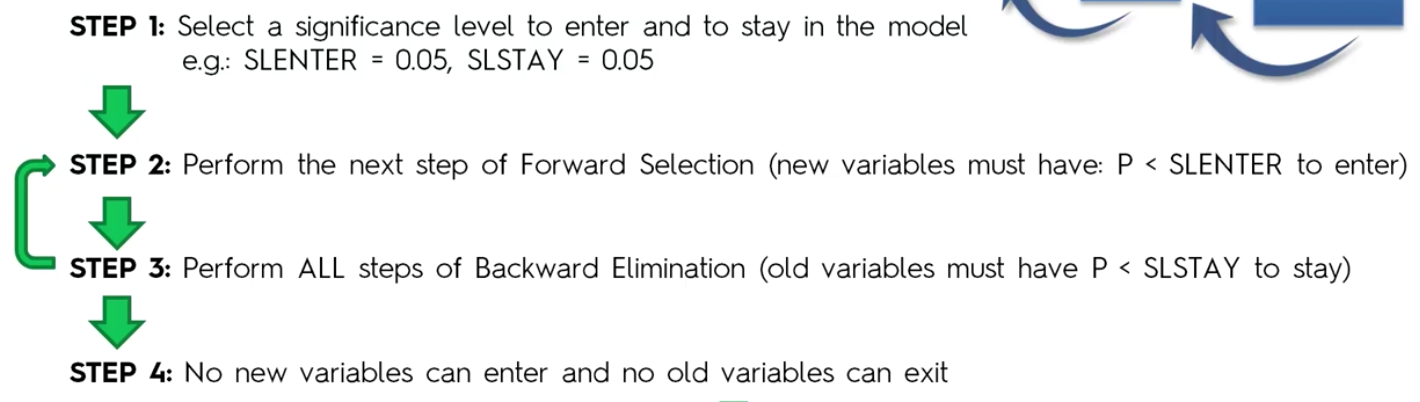 STEP 1: Select a significance level to enter and to stay in the model
e.g.: SLENTER = 0.05, SLSTAY = 0.05
STEP 2: Perform the next step of Forward Selection (new variables must have: P < SLENTER to enter)
STEP 3: Perform ALL steps of Backward Elimination (old variables must have P < SLSTAY to stay)
STEP 4: No new variables can enter and no old variables can exit